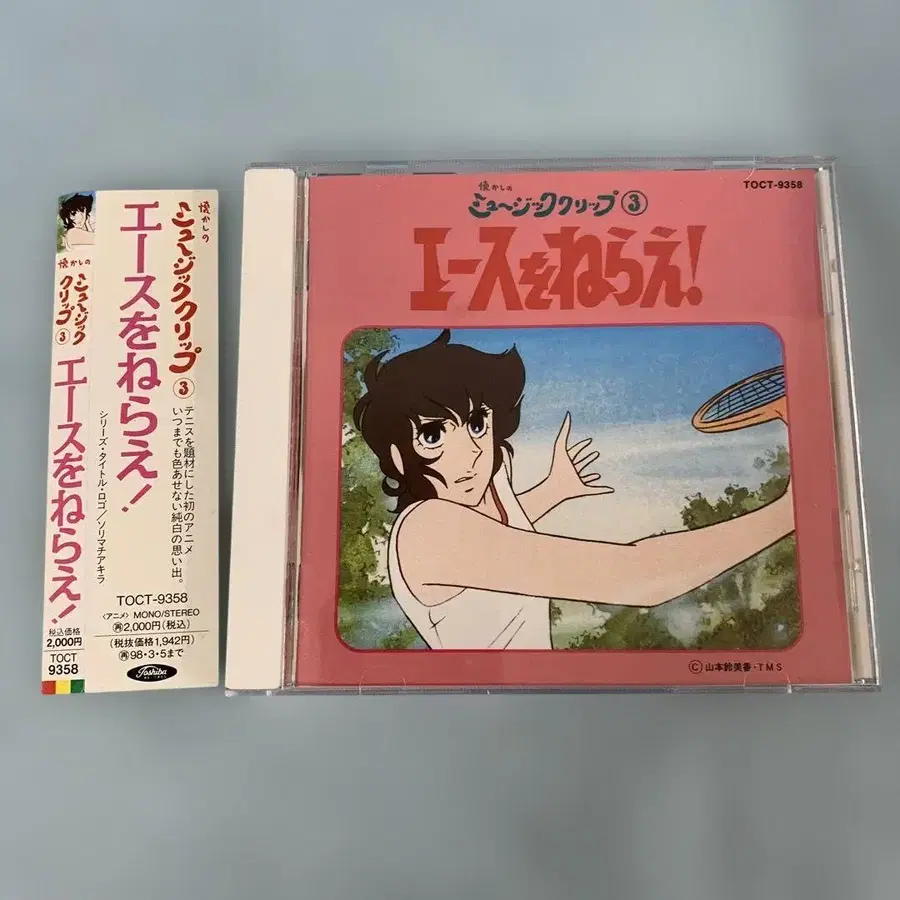 懐かしの
ミュージッククリップ③
エースをねらえ!
税込価格
2,000円
TOCT
9358
懐かしの
ミュージッククリップ③
エースをねらえ!
テニスを題材にした初のアニメ
いつまでも色あせない純白の思い出。
シリーズ・タイトル・ロゴ/ソリマチアキラ
TOCT-9358
〈アニメ〉MONO/STEREO
再2,000円(税込)
(税抜価格1,942円)
再98・3・5まで
Toshiba
TOCT-9358
懐かしの
ミュージッククリップ③
エースをねらえ!
©山本鈴美香・TMS